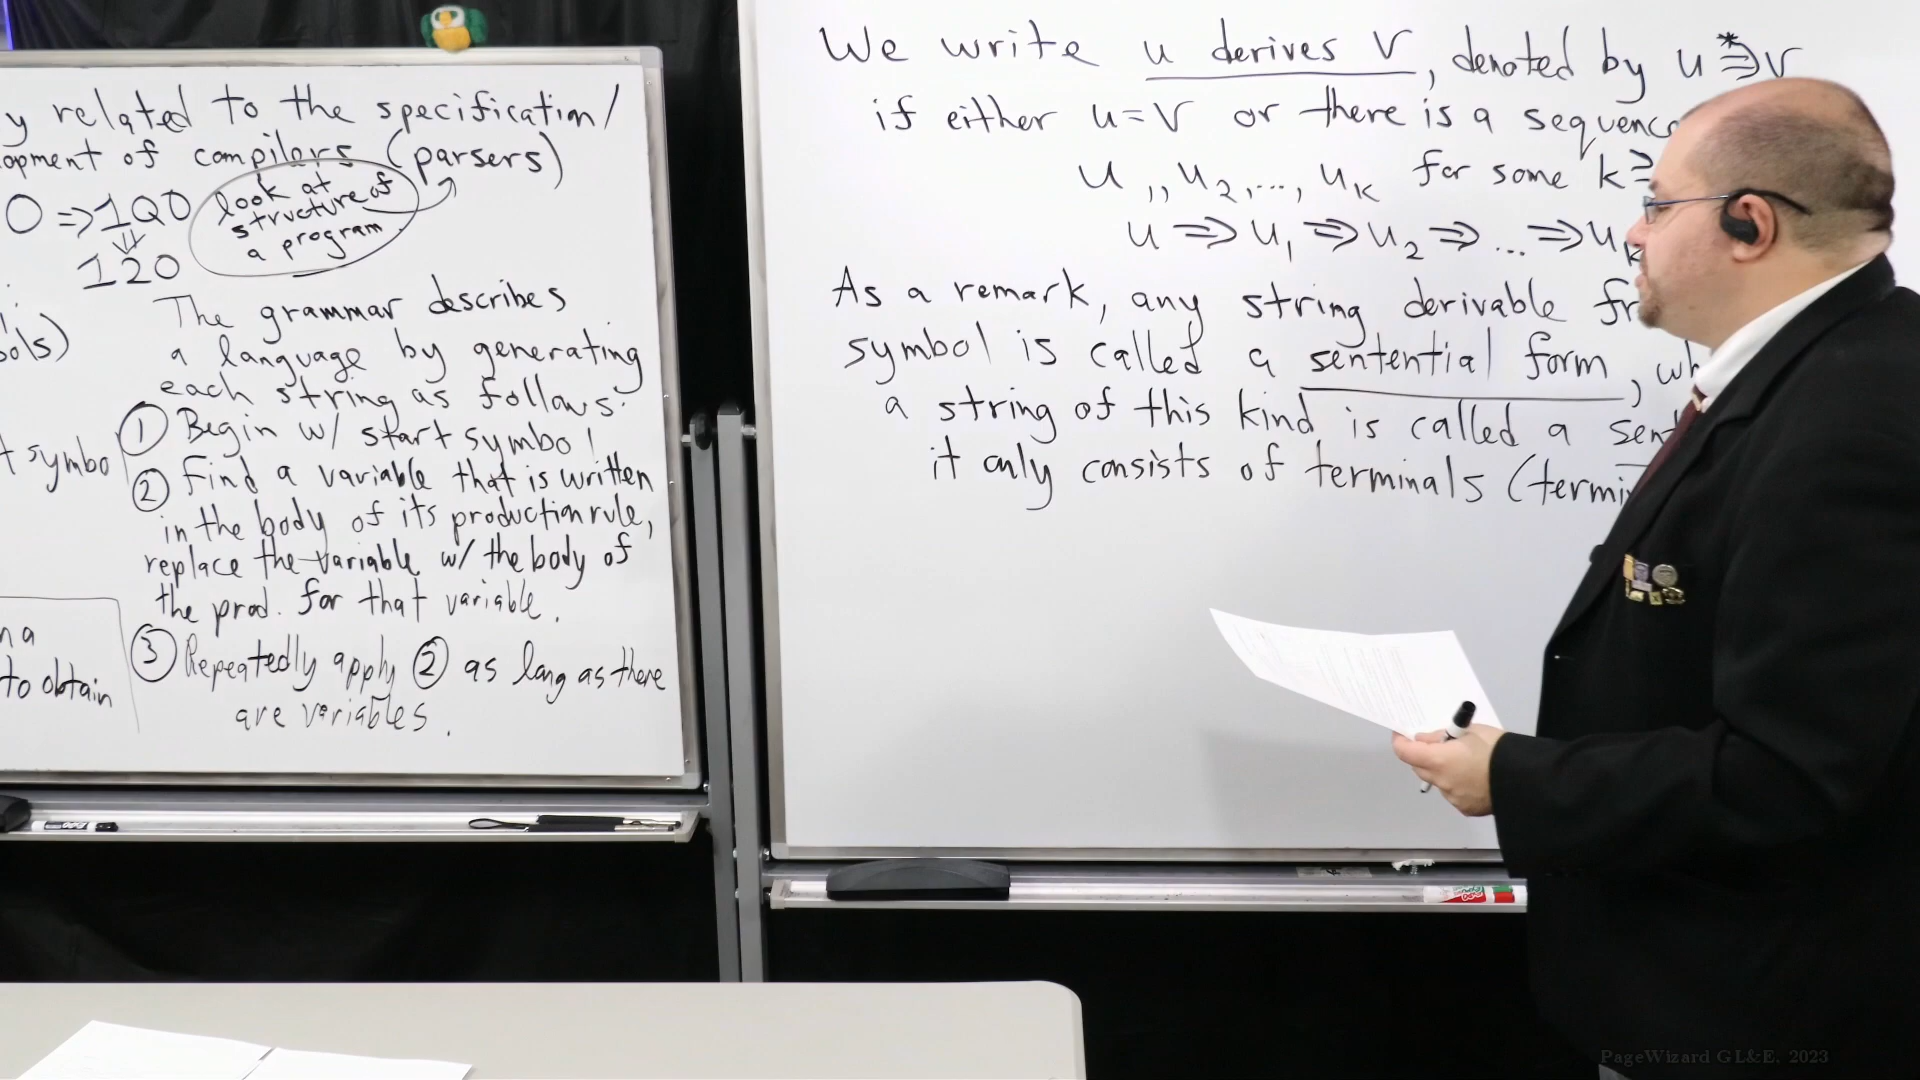 y related to the specification/
opment of compilers (parsers)
0 ⇒ 1Q0
⇓
120
look at
structure of
a program
ols)
The grammar describes
a language by generating
each string as follows:
t symbo
① Begin w/ start symbol
② Find a variable that is written
in the body of its production rule,
replace the variable w/ the body of
the prod. for that variable.
n a
to obtain
③ Repeatedly apply ② as long as there
are variables.
We write u derives v, denoted by u ⇒* v
if either u=v or there is a sequence
u₁, u₂, ..., uₖ for some k ≥
u ⇒ u₁ ⇒ u₂ ⇒ ... ⇒ uₖ
As a remark, any string derivable fr
symbol is called a sentential form, wh
a string of this kind is called a sent
it only consists of terminals (termi
EXPO
PageWizard GL&E, 2023